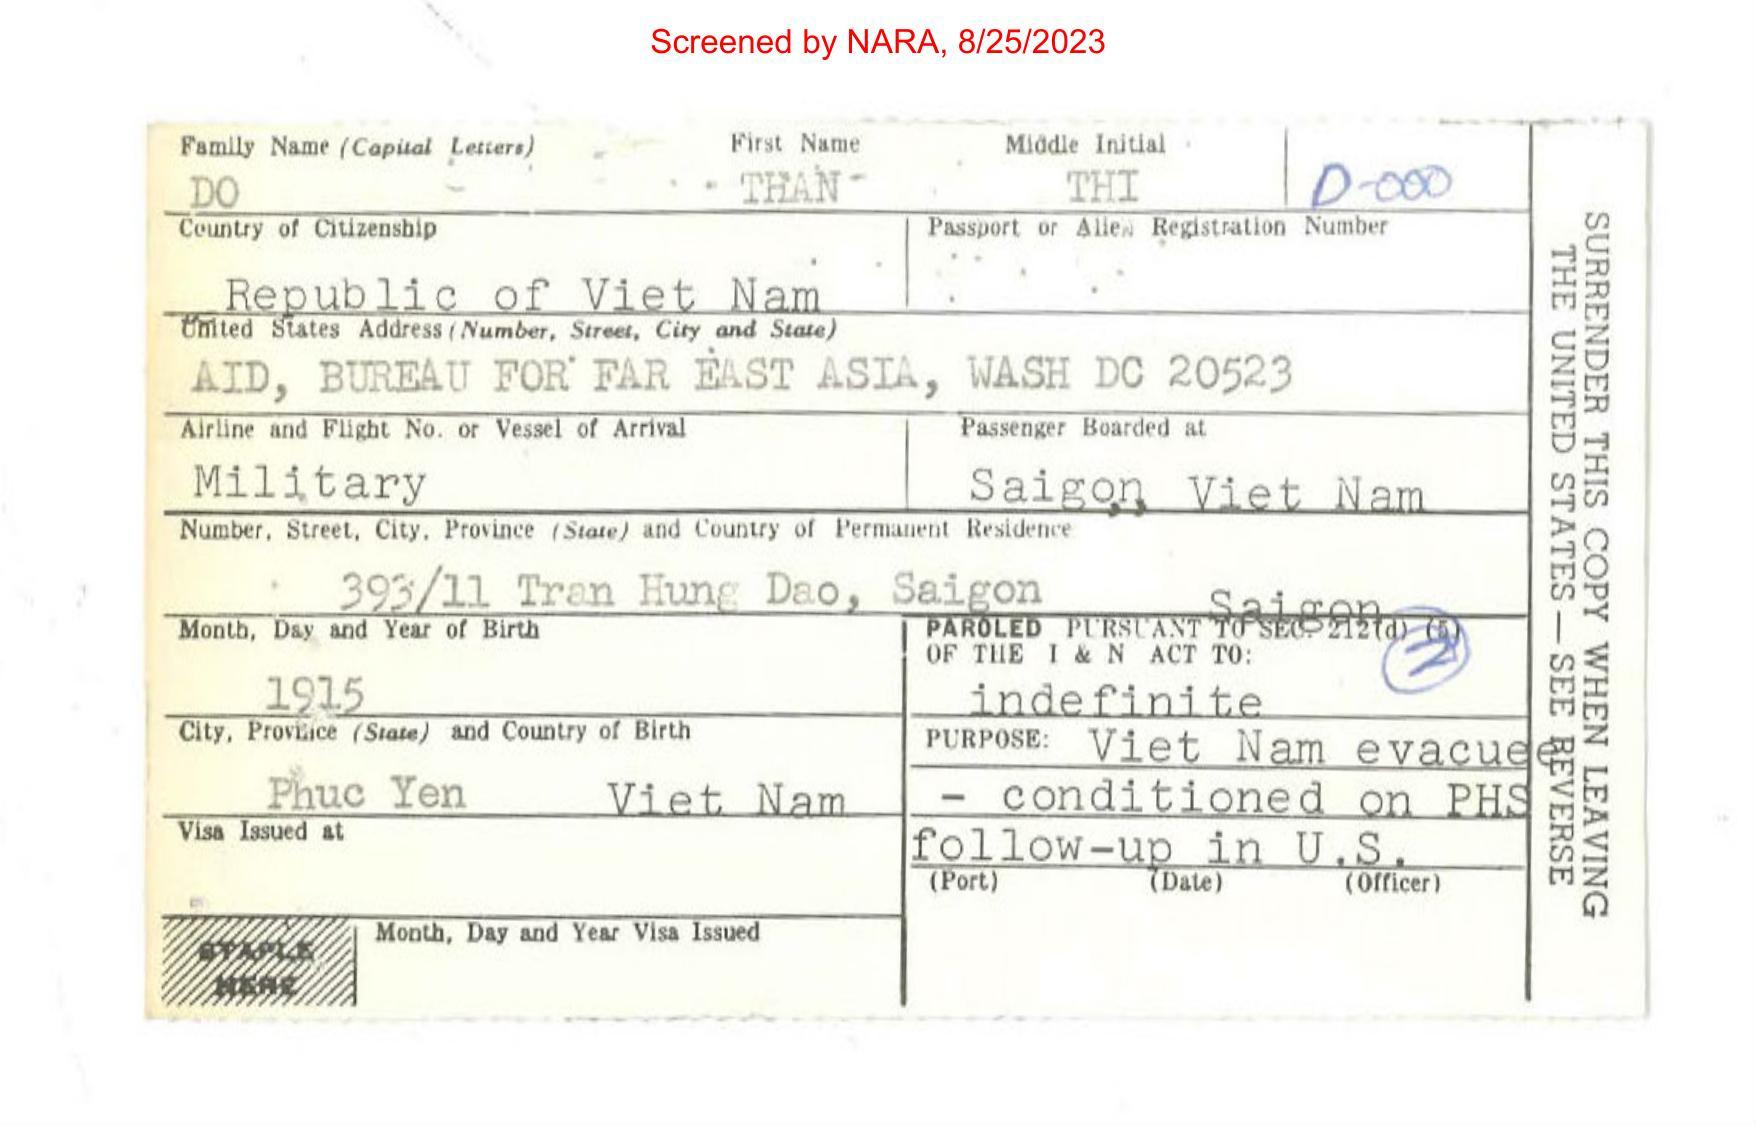 Screened by NARA, 8/25/2023
Family Name (Capital Letters) First Name Middle Initial
DO THAN THI D-000
Country of Citizenship Passport or Alien Registration Number
Republic of Viet Nam
United States Address (Number, Street, City and State)
AID, BUREAU FOR FAR EAST ASIA, WASH DC 20523
Airline and Flight No. or Vessel of Arrival Passenger Boarded at
Military Saigon, Viet Nam
Number, Street, City, Province (State) and Country of Permanent Residence
393/11 Tran Hung Dao, Saigon Saigon
Month, Day and Year of Birth
1915
PAROLED PURSUANT TO SEC. 212(d) (5)
OF THE I & N ACT TO:
indefinite
City, Province (State) and Country of Birth
Phuc Yen Viet Nam
PURPOSE: Viet Nam evacuee
- conditioned on PHS
follow-up in U.S.
Visa Issued at
(Port) (Date) (Officer)
STAPLE
HERE
Month, Day and Year Visa Issued
SURRENDER THIS COPY WHEN LEAVING
THE UNITED STATES — SEE REVERSE